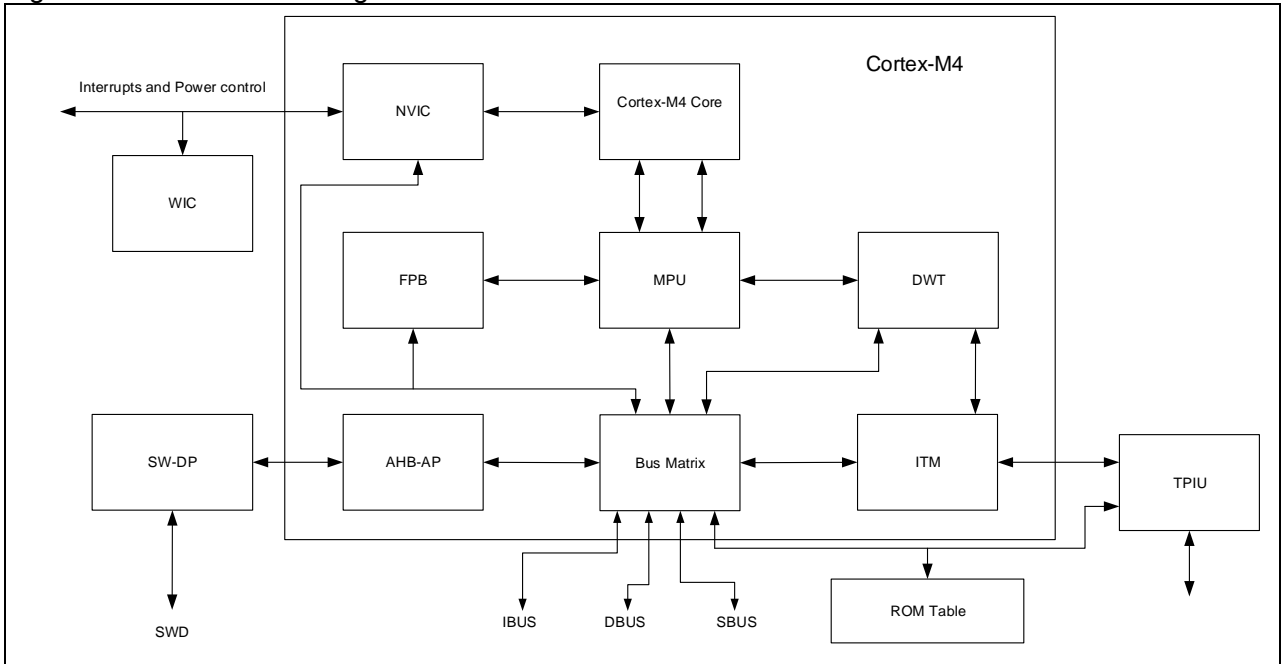 Cortex-M4
Interrupts and Power control
NVIC
Cortex-M4 Core
WIC
FPB
MPU
DWT
SW-DP
AHB-AP
Bus Matrix
ITM
TPIU
ROM Table
IBUS
DBUS
SBUS
SWD